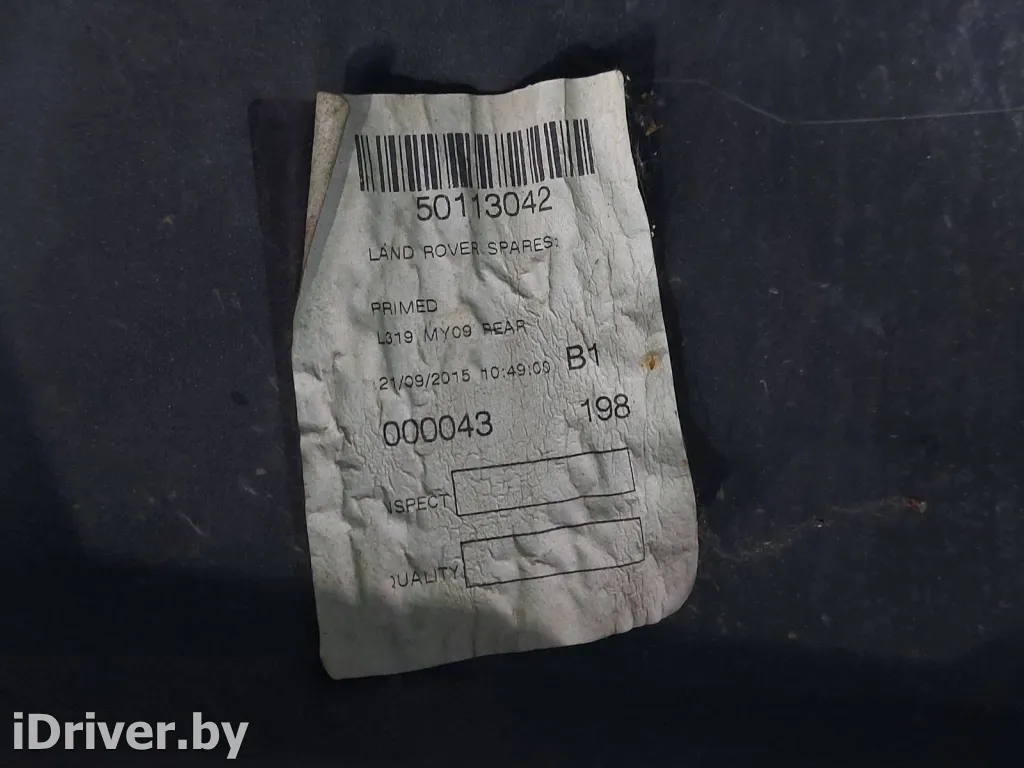 50113042
LAND ROVER SPARES:
PRIMED
L319 MY09 REAR
21/09/2015 10:49:00 B1
000043 198
NSPECT
QUALITY
iDriver.by